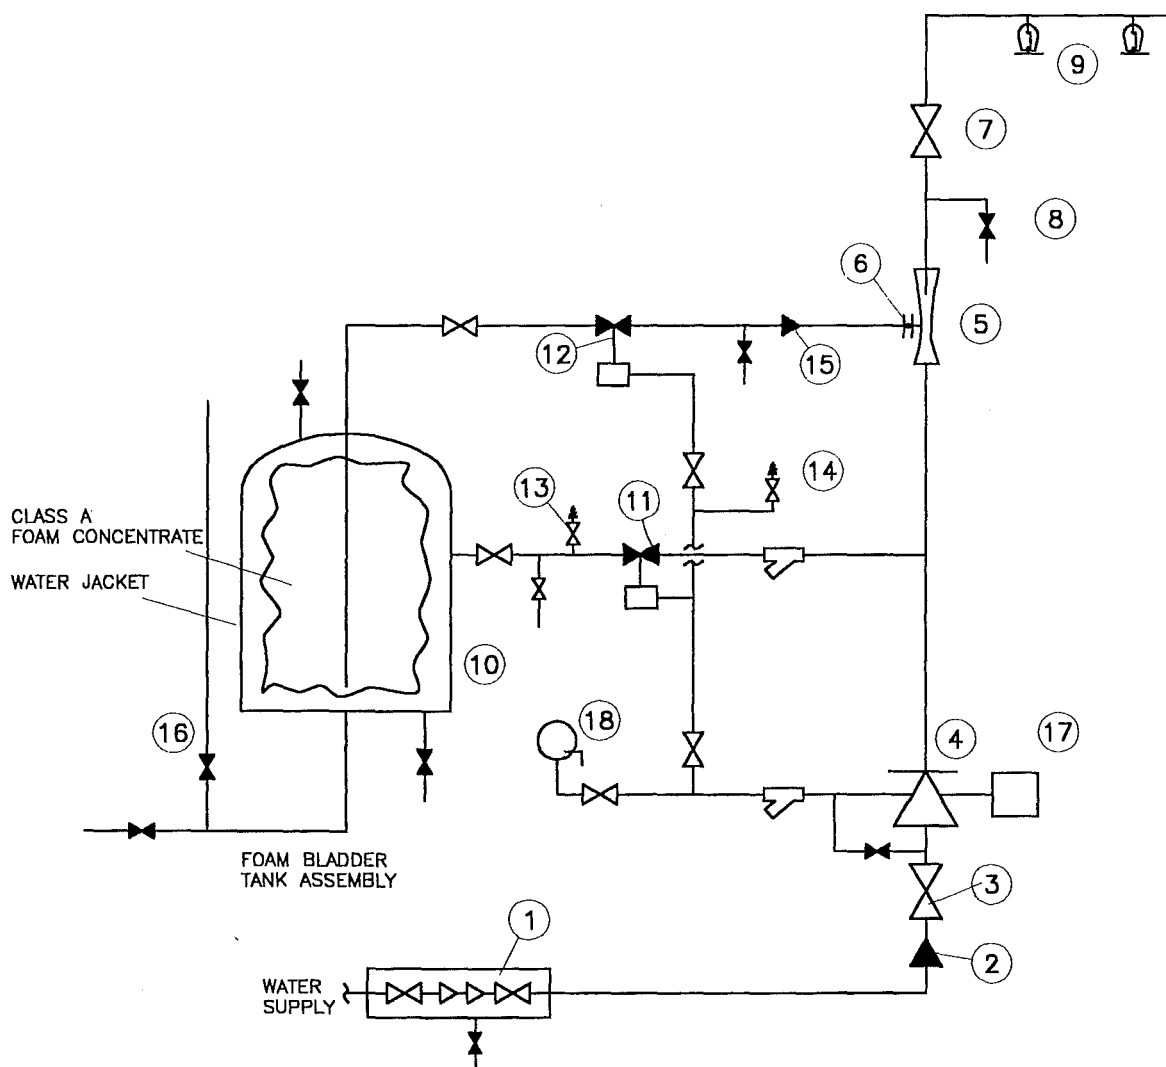 9
7
8
6
5
12
15
14
13
11
CLASS A
FOAM CONCENTRATE
WATER JACKET
10
18
16
4
17
FOAM BLADDER
TANK ASSEMBLY
3
1
2
WATER
SUPPLY